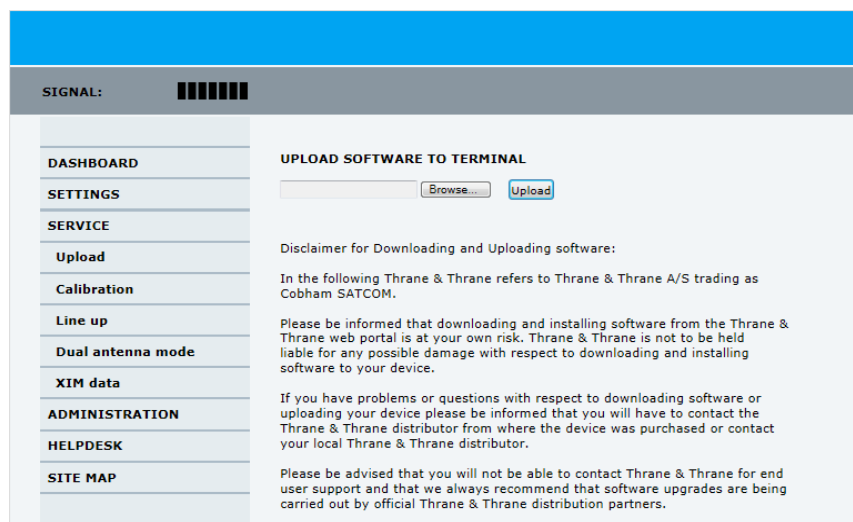 SIGNAL:
DASHBOARD
SETTINGS
SERVICE
Upload
Calibration
Line up
Dual antenna mode
XIM data
ADMINISTRATION
HELPDESK
SITE MAP
UPLOAD SOFTWARE TO TERMINAL
Browse... Upload
Disclaimer for Downloading and Uploading software:
In the following Thrane & Thrane refers to Thrane & Thrane A/S trading as
Cobham SATCOM.
Please be informed that downloading and installing software from the Thrane &
Thrane web portal is at your own risk. Thrane & Thrane is not to be held
liable for any possible damage with respect to downloading and installing
software to your device.
If you have problems or questions with respect to downloading software or
uploading your device please be informed that you will have to contact the
Thrane & Thrane distributor from where the device was purchased or contact
your local Thrane & Thrane distributor.
Please be advised that you will not be able to contact Thrane & Thrane for end
user support and that we always recommend that software upgrades are being
carried out by official Thrane & Thrane distribution partners.